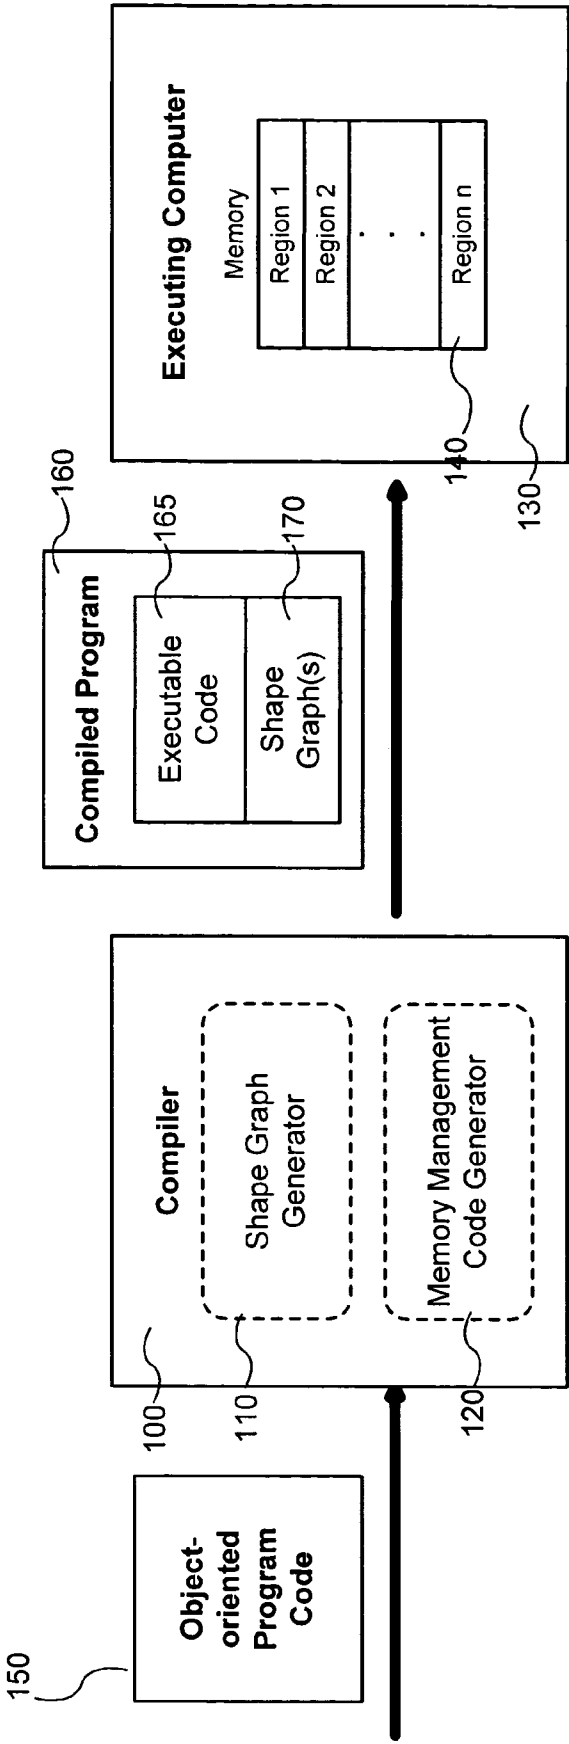 150
Object-
oriented
Program
Code
100
Compiler
110
Shape Graph
Generator
120
Memory Management
Code Generator
160
Compiled Program
Executable
Code
165
Shape
Graph(s)
170
Executing Computer
Memory
Region 1
Region 2
. . .
Region n
140
130